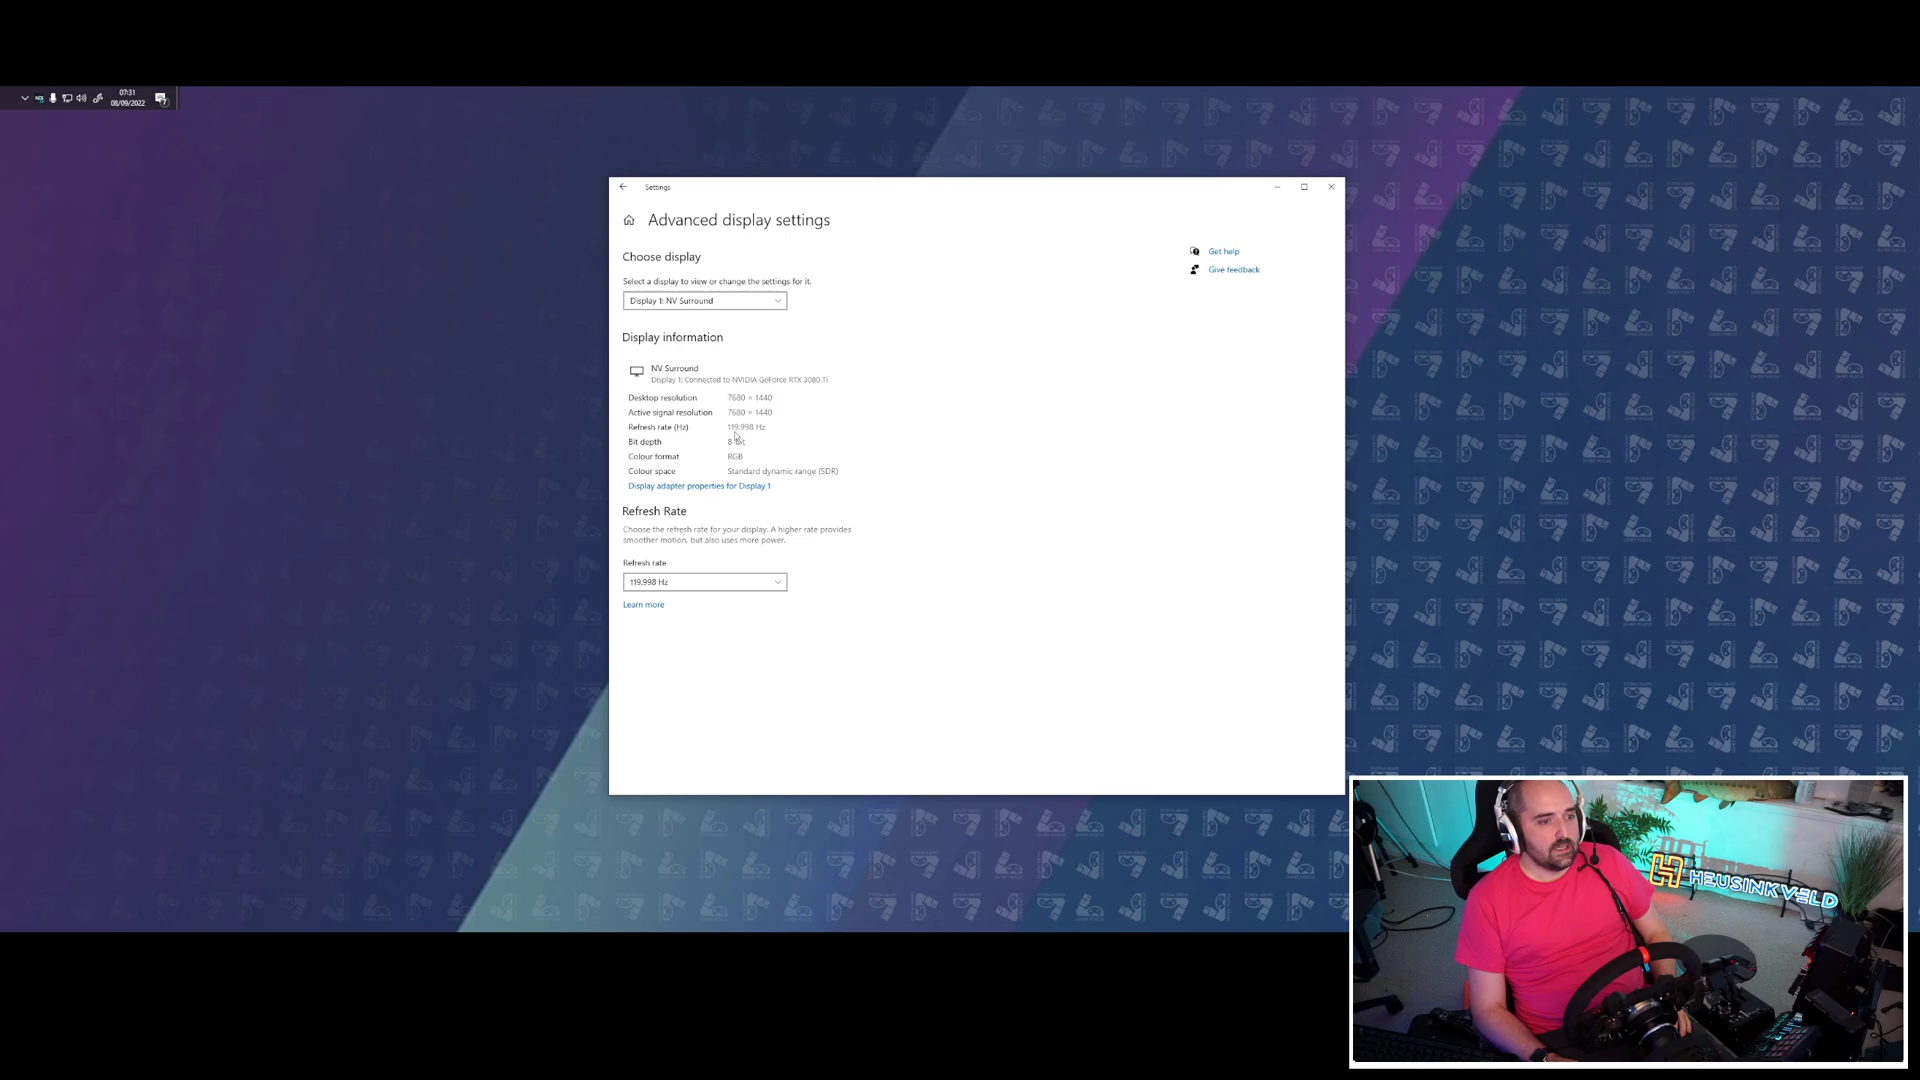 07:31
08/09/2022
Settings
Advanced display settings
Get help
Give feedback
Choose display
Select a display to view or change the settings for it.
Display 1: NV Surround
Display information
NV Surround
Display 1: Connected to NVIDIA GeForce RTX 3080 Ti
Desktop resolution 7680 × 1440
Active signal resolution 7680 × 1440
Refresh rate (Hz) 119.998 Hz
Bit depth 8-bit
Colour format RGB
Colour space Standard dynamic range (SDR)
Display adapter properties for Display 1
Refresh Rate
Choose the refresh rate for your display. A higher rate provides
smoother motion, but also uses more power.
Refresh rate
119.998 Hz
Learn more
HEUSINKVELD